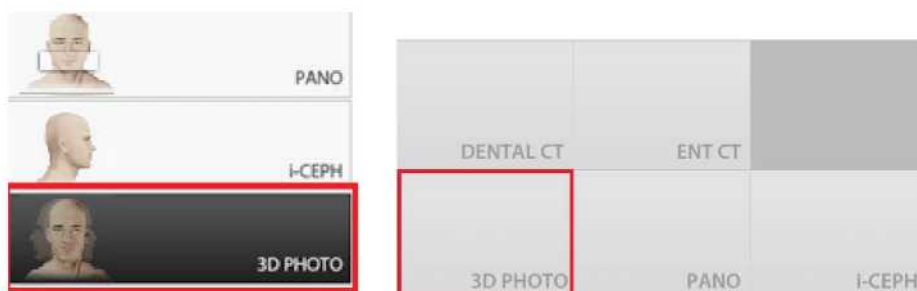 PANO
i-CEPH
3D PHOTO
DENTAL CT
ENT CT
3D PHOTO
PANO
i-CEPH